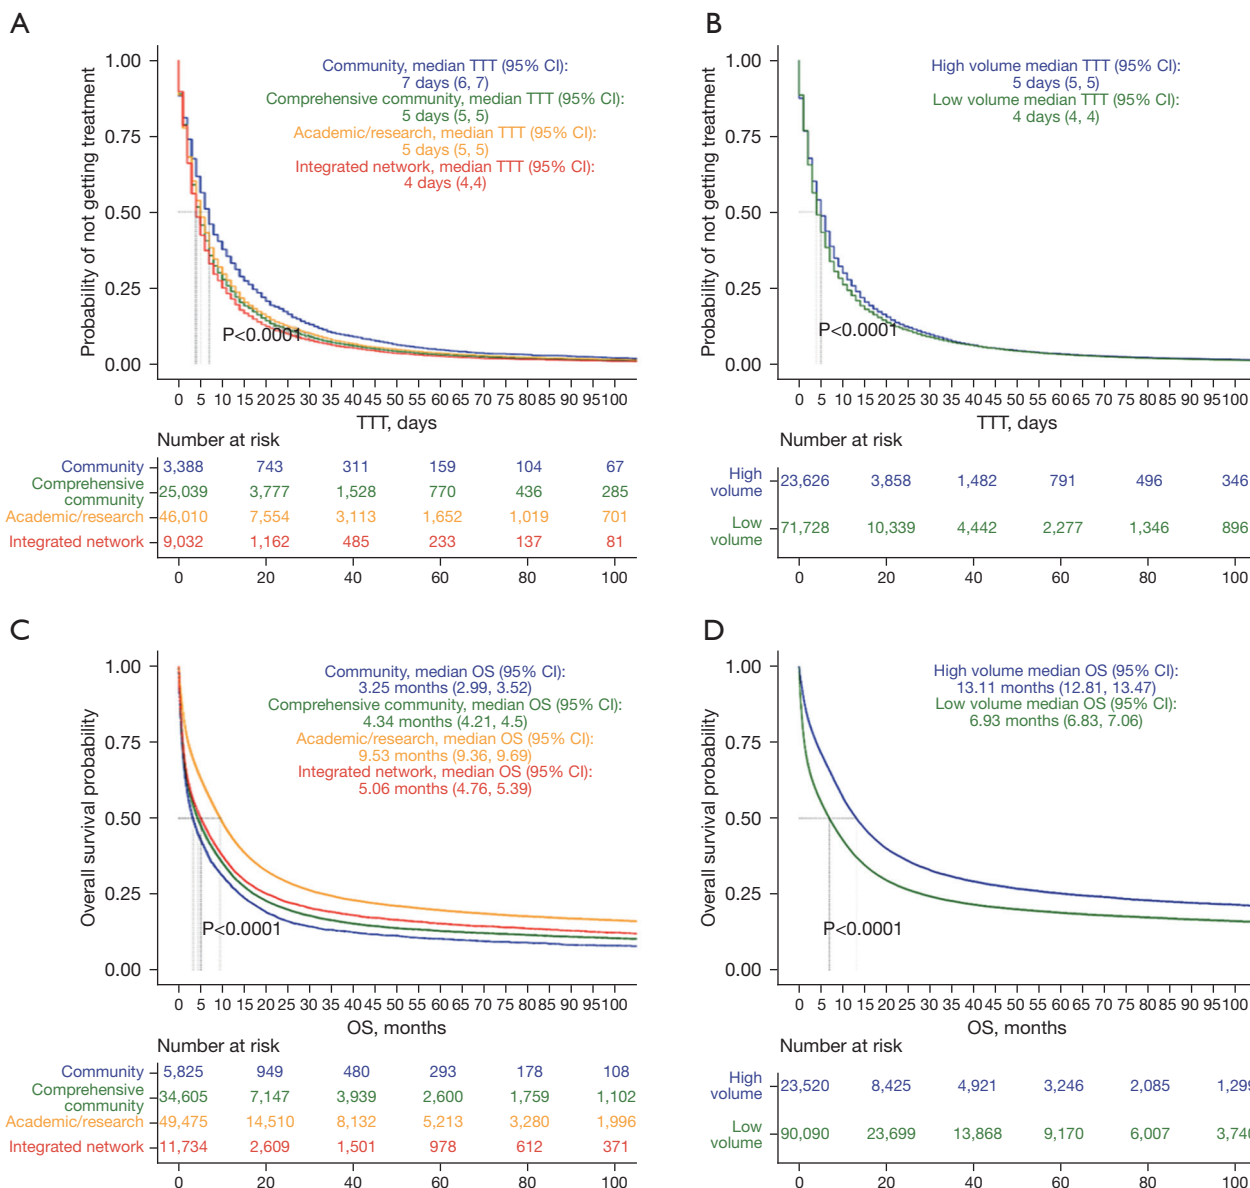 A
1.00
0.75
0.50
0.25
0.00
Probability of not getting treatment
Community, median TTT (95% CI):
7 days (6, 7)
Comprehensive community, median TTT (95% CI):
5 days (5, 5)
Academic/research, median TTT (95% CI):
5 days (5, 5)
Integrated network, median TTT (95% CI):
4 days (4,4)
P<0.0001
0 5 10 15 20 25 30 35 40 45 50 55 60 65 70 75 80 85 90 95 100
TTT, days
Number at risk
Community 3,388 743 311 159 104 67
Comprehensive
community 25,039 3,777 1,528 770 436 285
Academic/research 46,010 7,554 3,113 1,652 1,019 701
Integrated network 9,032 1,162 485 233 137 81
0 20 40 60 80 100
B
1.00
0.75
0.50
0.25
0.00
Probability of not getting treatment
High volume median TTT (95% CI):
5 days (5, 5)
Low volume median TTT (95% CI):
4 days (4, 4)
P<0.0001
0 5 10 15 20 25 30 35 40 45 50 55 60 65 70 75 80 85 90 95 100
TTT, days
Number at risk
High
volume 23,626 3,858 1,482 791 496 346
Low
volume 71,728 10,339 4,442 2,277 1,346 896
0 20 40 60 80 100
C
1.00
0.75
0.50
0.25
0.00
Overall survival probability
Community, median OS (95% CI):
3.25 months (2.99, 3.52)
Comprehensive community, median OS (95% CI):
4.34 months (4.21, 4.5)
Academic/research, median OS (95% CI):
9.53 months (9.36, 9.69)
Integrated network, median OS (95% CI):
5.06 months (4.76, 5.39)
P<0.0001
0 5 10 15 20 25 30 35 40 45 50 55 60 65 70 75 80 85 90 95 100
OS, months
Number at risk
Community 5,825 949 480 293 178 108
Comprehensive
community 34,605 7,147 3,939 2,600 1,759 1,102
Academic/research 49,475 14,510 8,132 5,213 3,280 1,996
Integrated network 11,734 2,609 1,501 978 612 371
0 20 40 60 80 100
D
1.00
0.75
0.50
0.25
0.00
Overall survival probability
High volume median OS (95% CI):
13.11 months (12.81, 13.47)
Low volume median OS (95% CI):
6.93 months (6.83, 7.06)
P<0.0001
0 5 10 15 20 25 30 35 40 45 50 55 60 65 70 75 80 85 90 95 100
OS, months
Number at risk
High
volume 23,520 8,425 4,921 3,246 2,085 1,299
Low
volume 90,090 23,699 13,868 9,170 6,007
0 20 40 60 80 100